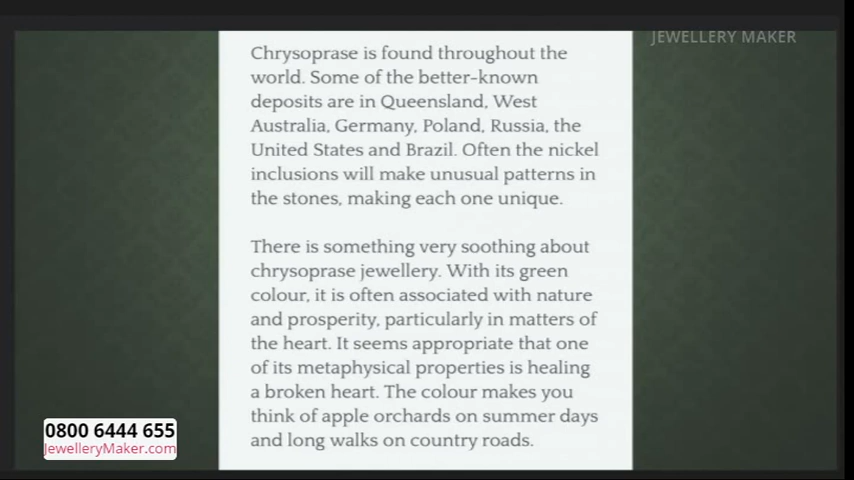 JEWELLERY MAKER
Chrysoprase is found throughout the
world. Some of the better-known
deposits are in Queensland, West
Australia, Germany, Poland, Russia, the
United States and Brazil. Often the nickel
inclusions will make unusual patterns in
the stones, making each one unique.
There is something very soothing about
chrysoprase jewellery. With its green
colour, it is often associated with nature
and prosperity, particularly in matters of
the heart. It seems appropriate that one
of its metaphysical properties is healing
a broken heart. The colour makes you
think of apple orchards on summer days
and long walks on country roads.
0800 6444 655
JewelleryMaker.com